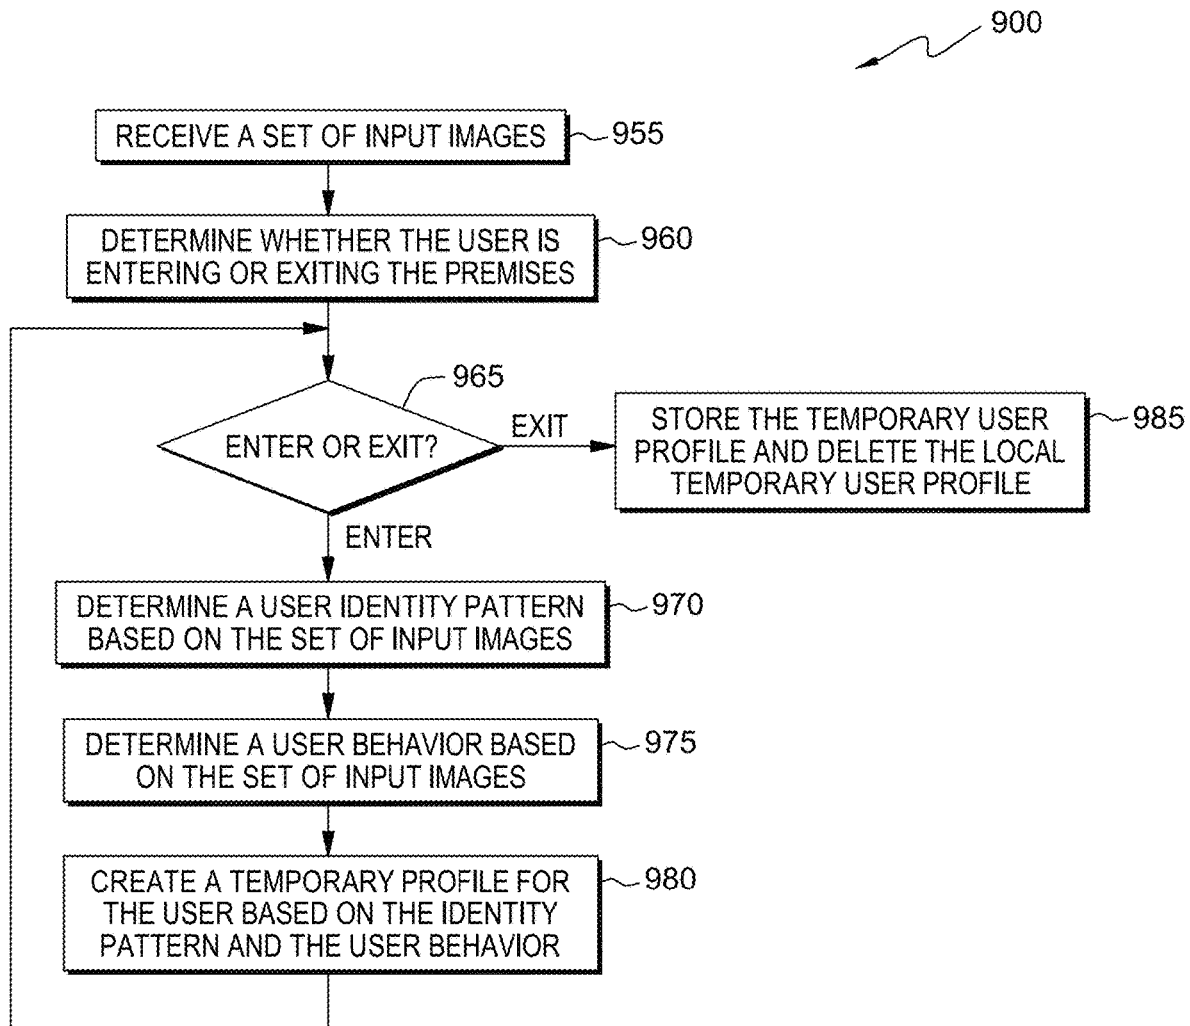 900
RECEIVE A SET OF INPUT IMAGES
955
DETERMINE WHETHER THE USER IS
ENTERING OR EXITING THE PREMISES
960
965
ENTER OR EXIT?
EXIT
STORE THE TEMPORARY USER
PROFILE AND DELETE THE LOCAL
TEMPORARY USER PROFILE
985
ENTER
DETERMINE A USER IDENTITY PATTERN
BASED ON THE SET OF INPUT IMAGES
970
DETERMINE A USER BEHAVIOR BASED
ON THE SET OF INPUT IMAGES
975
CREATE A TEMPORARY PROFILE FOR
THE USER BASED ON THE IDENTITY
PATTERN AND THE USER BEHAVIOR
980